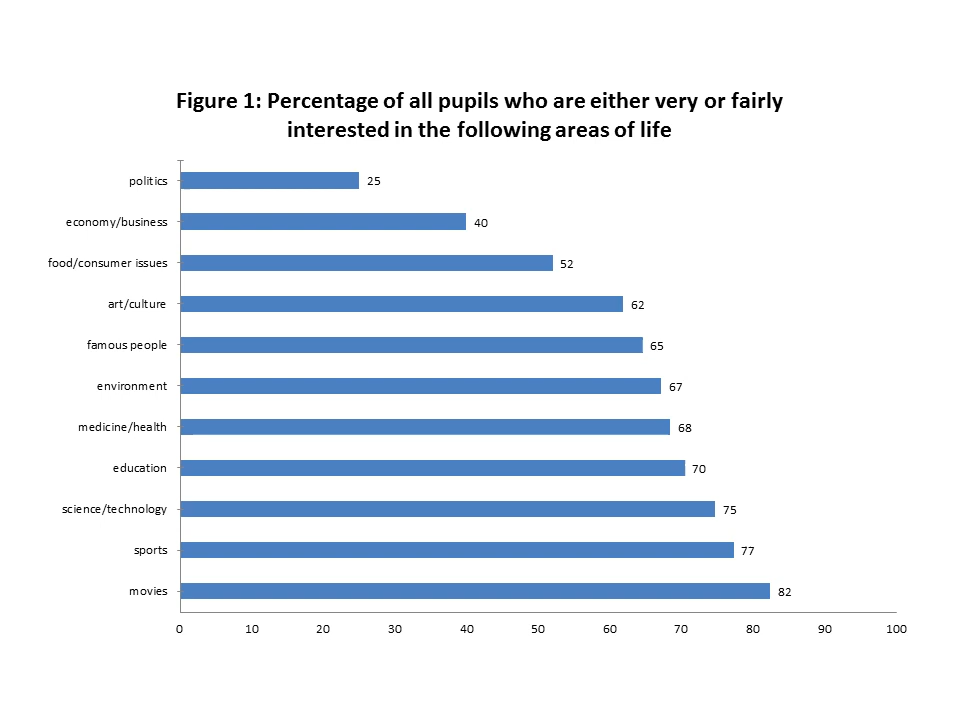 Figure 1: Percentage of all pupils who are either very or fairly
interested in the following areas of life
politics 25
economy/business 40
food/consumer issues 52
art/culture 62
famous people 65
environment 67
medicine/health 68
education 70
science/technology 75
sports 77
movies 82
0 10 20 30 40 50 60 70 80 90 100